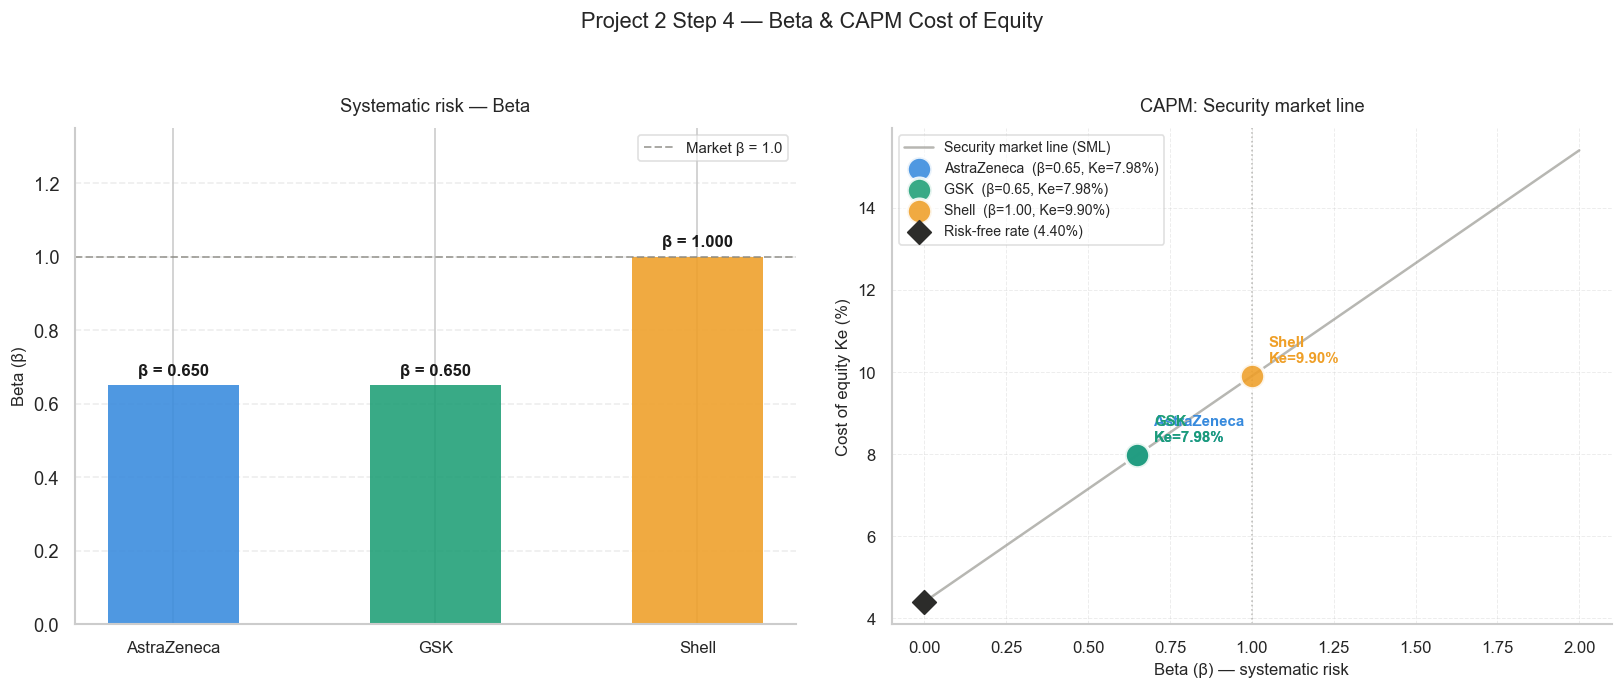 Project 2 Step 4 — Beta & CAPM Cost of Equity
Systematic risk — Beta
Market β = 1.0
Beta (β)
1.2
1.0
0.8
0.6
0.4
0.2
0.0
β = 0.650
β = 0.650
β = 1.000
AstraZeneca
GSK
Shell
CAPM: Security market line
Security market line (SML)
AstraZeneca (β=0.65, Ke=7.98%)
GSK (β=0.65, Ke=7.98%)
Shell (β=1.00, Ke=9.90%)
Risk-free rate (4.40%)
Cost of equity Ke (%)
14
12
10
8
6
4
Shell
Ke=9.90%
AstraZeneca
Ke=7.98%
GSK
Ke=7.98%
0.00
0.25
0.50
0.75
1.00
1.25
1.50
1.75
2.00
Beta (β) — systematic risk